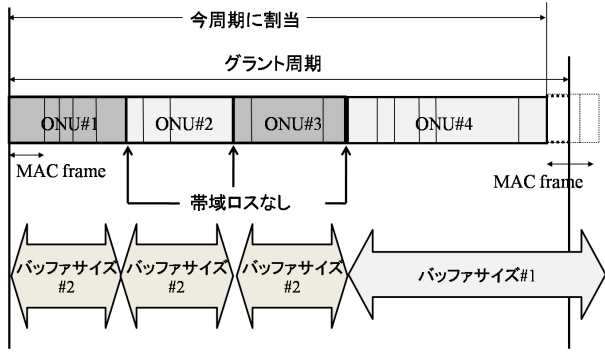 今周期に割当
グラント周期
ONU#1
ONU#2
ONU#3
ONU#4
MAC frame
MAC frame
帯域ロスなし
バッファサイズ
#2
バッファサイズ
#2
バッファサイズ
#2
バッファサイズ#1